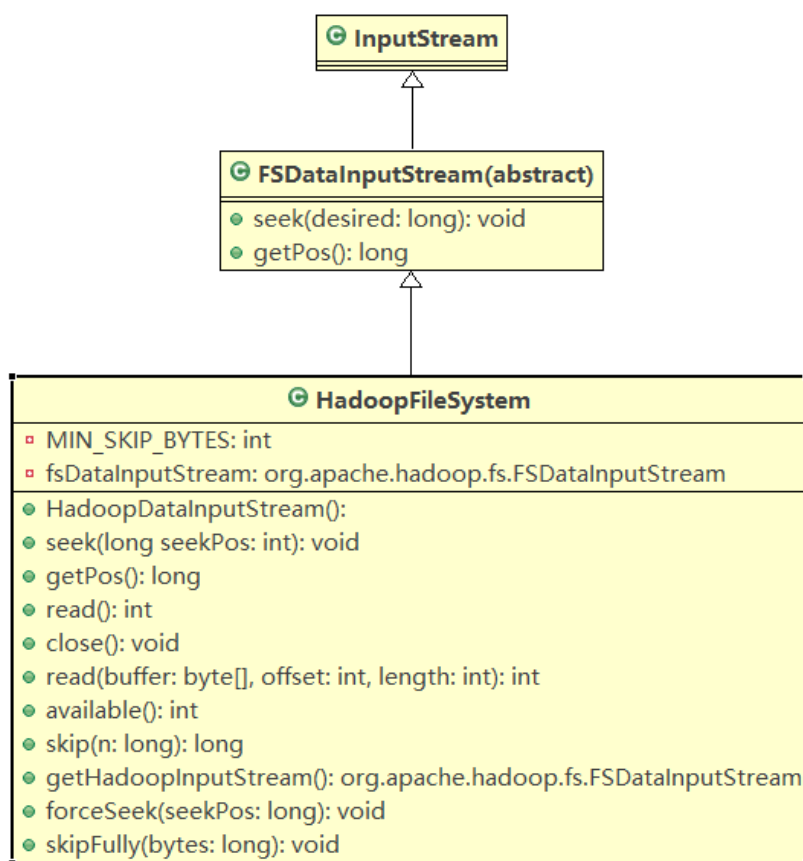 InputStream
FSDataInputStream(abstract)
seek(desired: long): void
getPos(): long
HadoopFileSystem
MIN_SKIP_BYTES: int
fsDataInputStream: org.apache.hadoop.fs.FSDataInputStream
HadoopDataInputStream():
seek(long seekPos: int): void
getPos(): long
read(): int
close(): void
read(buffer: byte[], offset: int, length: int): int
available(): int
skip(n: long): long
getHadoopInputStream(): org.apache.hadoop.fs.FSDataInputStream
forceSeek(seekPos: long): void
skipFully(bytes: long): void